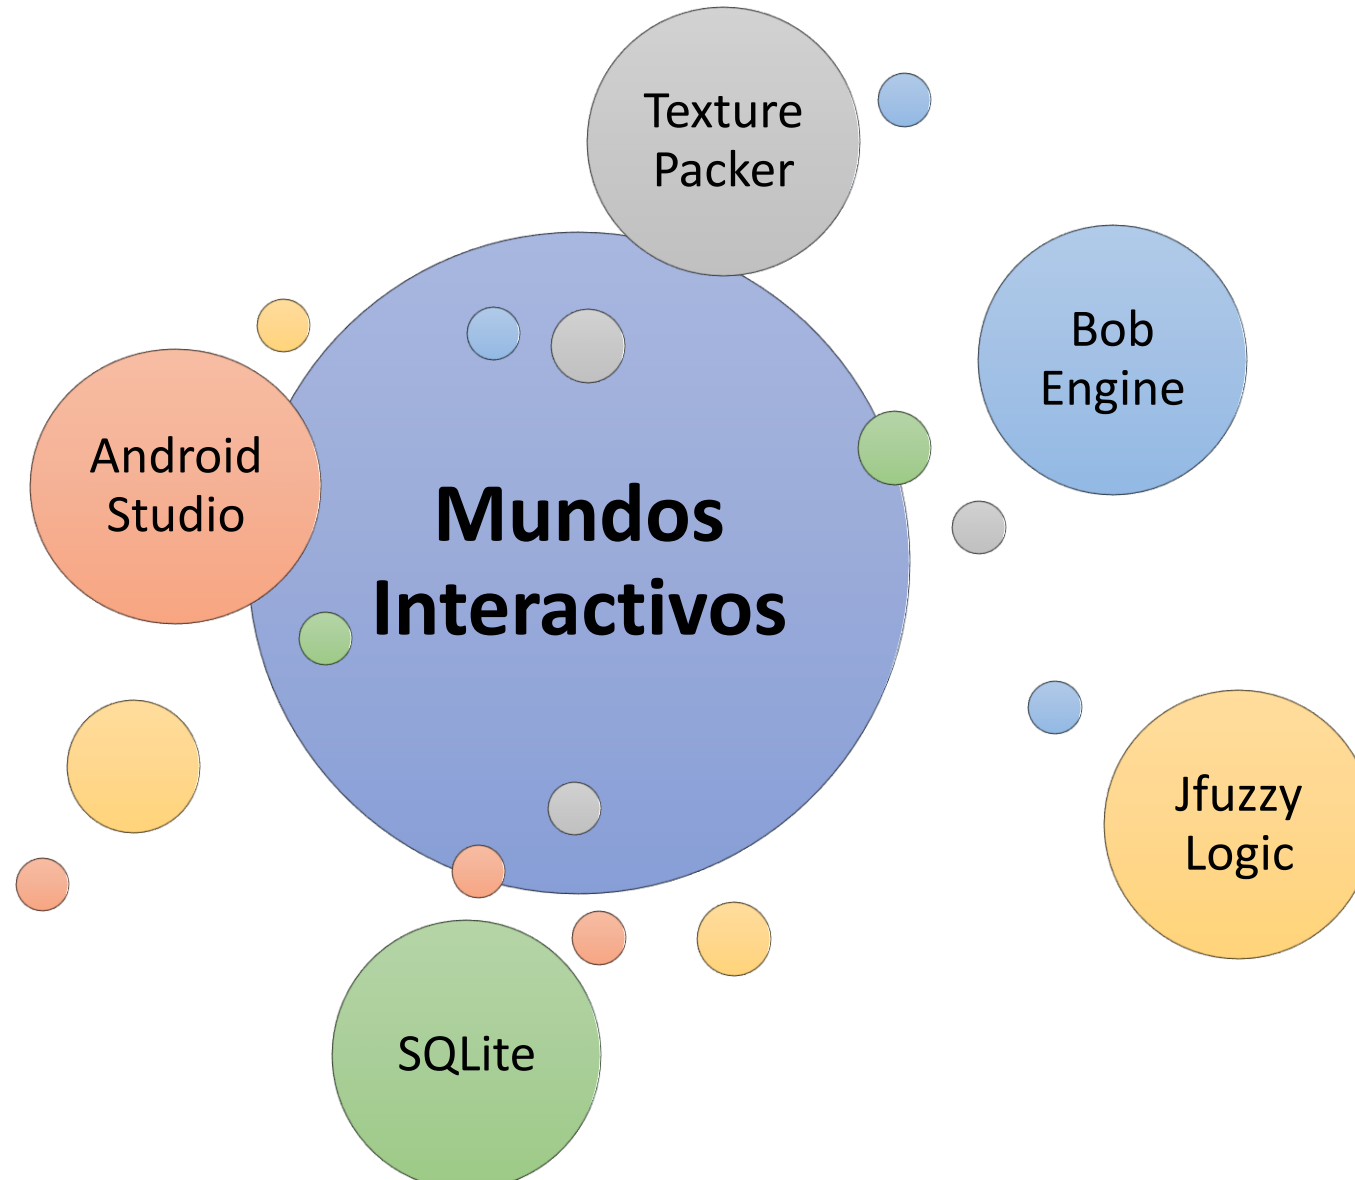 Texture
Packer
Bob
Engine
Android
Studio
Mundos
Interactivos
Jfuzzy
Logic
SQLite